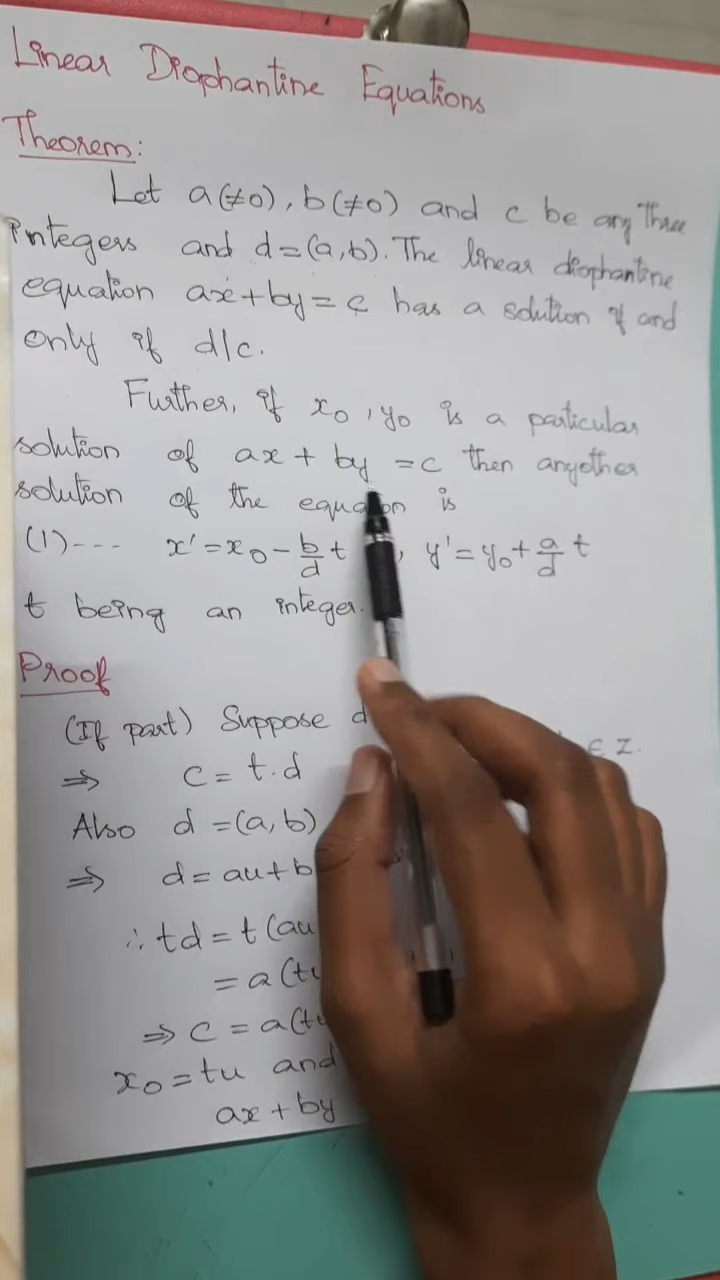 Linear Diophantine Equations
Theorem:
Let a(≠0), b(≠0) and c be any three
integers and d=(a,b). The linear diophantine
equation ax+by=c has a solution if and
only if d/c.
Further, if x₀, y₀ is a particular
solution of ax + by = c then anyother
solution of the is
(1)--- x' = x₀ - b/d t , y' = y₀ + a/d t
t being an integer.
Proof
(If part) Suppose d ∈ Z.
⇒ c = t.d
Also d = (a,b)
⇒ d = au+b
∴ td = t(au
= a(tu
⇒ c = a(tu
x₀ = tu and
ax + by